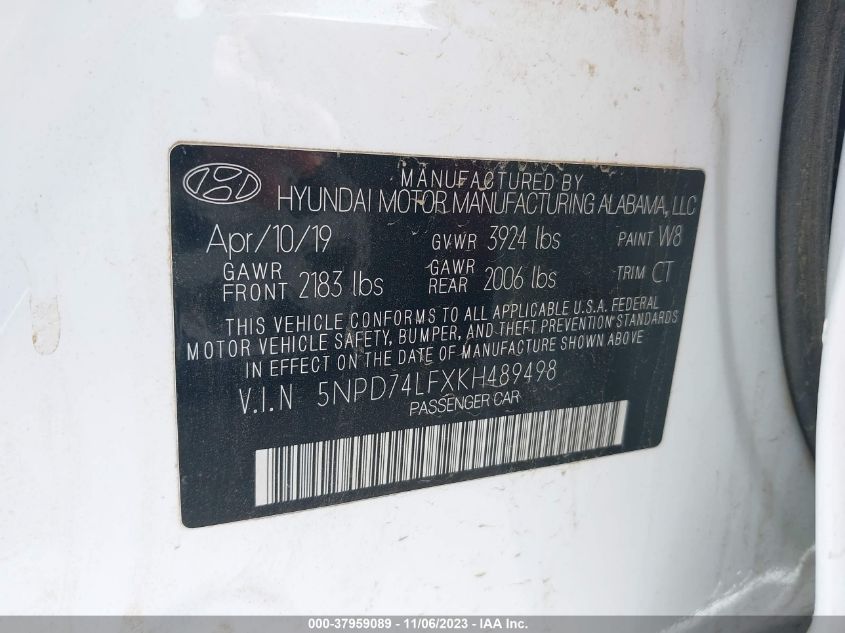 MANUFACTURED BY
HYUNDAI MOTOR MANUFACTURING ALABAMA, LLC
Apr/10/19 GVWR 3924 lbs PAINT W8
GAWR FRONT 2183 lbs GAWR REAR 2006 lbs TRIM CT
THIS VEHICLE CONFORMS TO ALL APPLICABLE U.S.A. FEDERAL
MOTOR VEHICLE SAFETY, BUMPER, AND THEFT PREVENTION STANDARDS
IN EFFECT ON THE DATE OF MANUFACTURE SHOWN ABOVE
V.I.N 5NPD74LFXKH489498
PASSENGER CAR
000-37959089 - 11/06/2023 - IAA Inc.